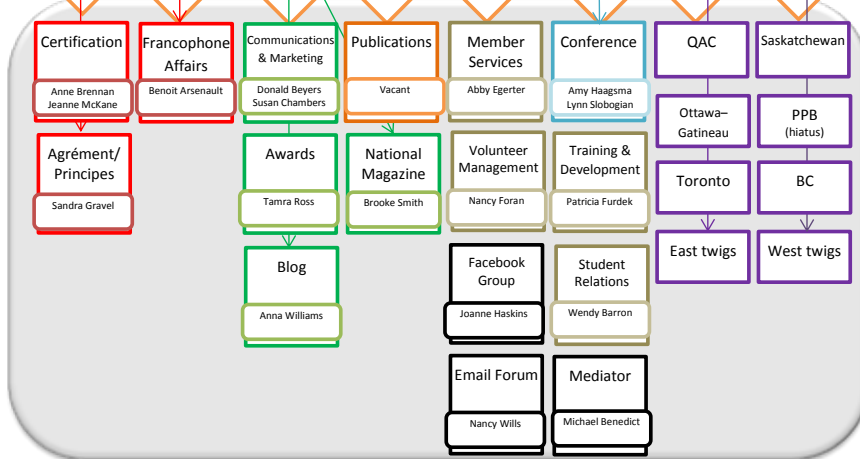 Certification
Anne Brennan
Jeanne McKane
Agrément/
Principes
Sandra Gravel
Francophone
Affairs
Benoit Arsenault
Communications
& Marketing
Donald Beyers
Susan Chambers
Awards
Tamra Ross
Blog
Anna Williams
Publications
Vacant
National
Magazine
Brooke Smith
Member
Services
Abby Egerter
Volunteer
Management
Nancy Foran
Facebook
Group
Joanne Haskins
Email Forum
Nancy Wills
Conference
Amy Haagsma
Lynn Slobogian
Training &
Development
Patricia Furdek
Student
Relations
Wendy Barron
Mediator
Michael Benedict
QAC
Ottawa–
Gatineau
Toronto
East twigs
Saskatchewan
PPB
(hiatus)
BC
West twigs